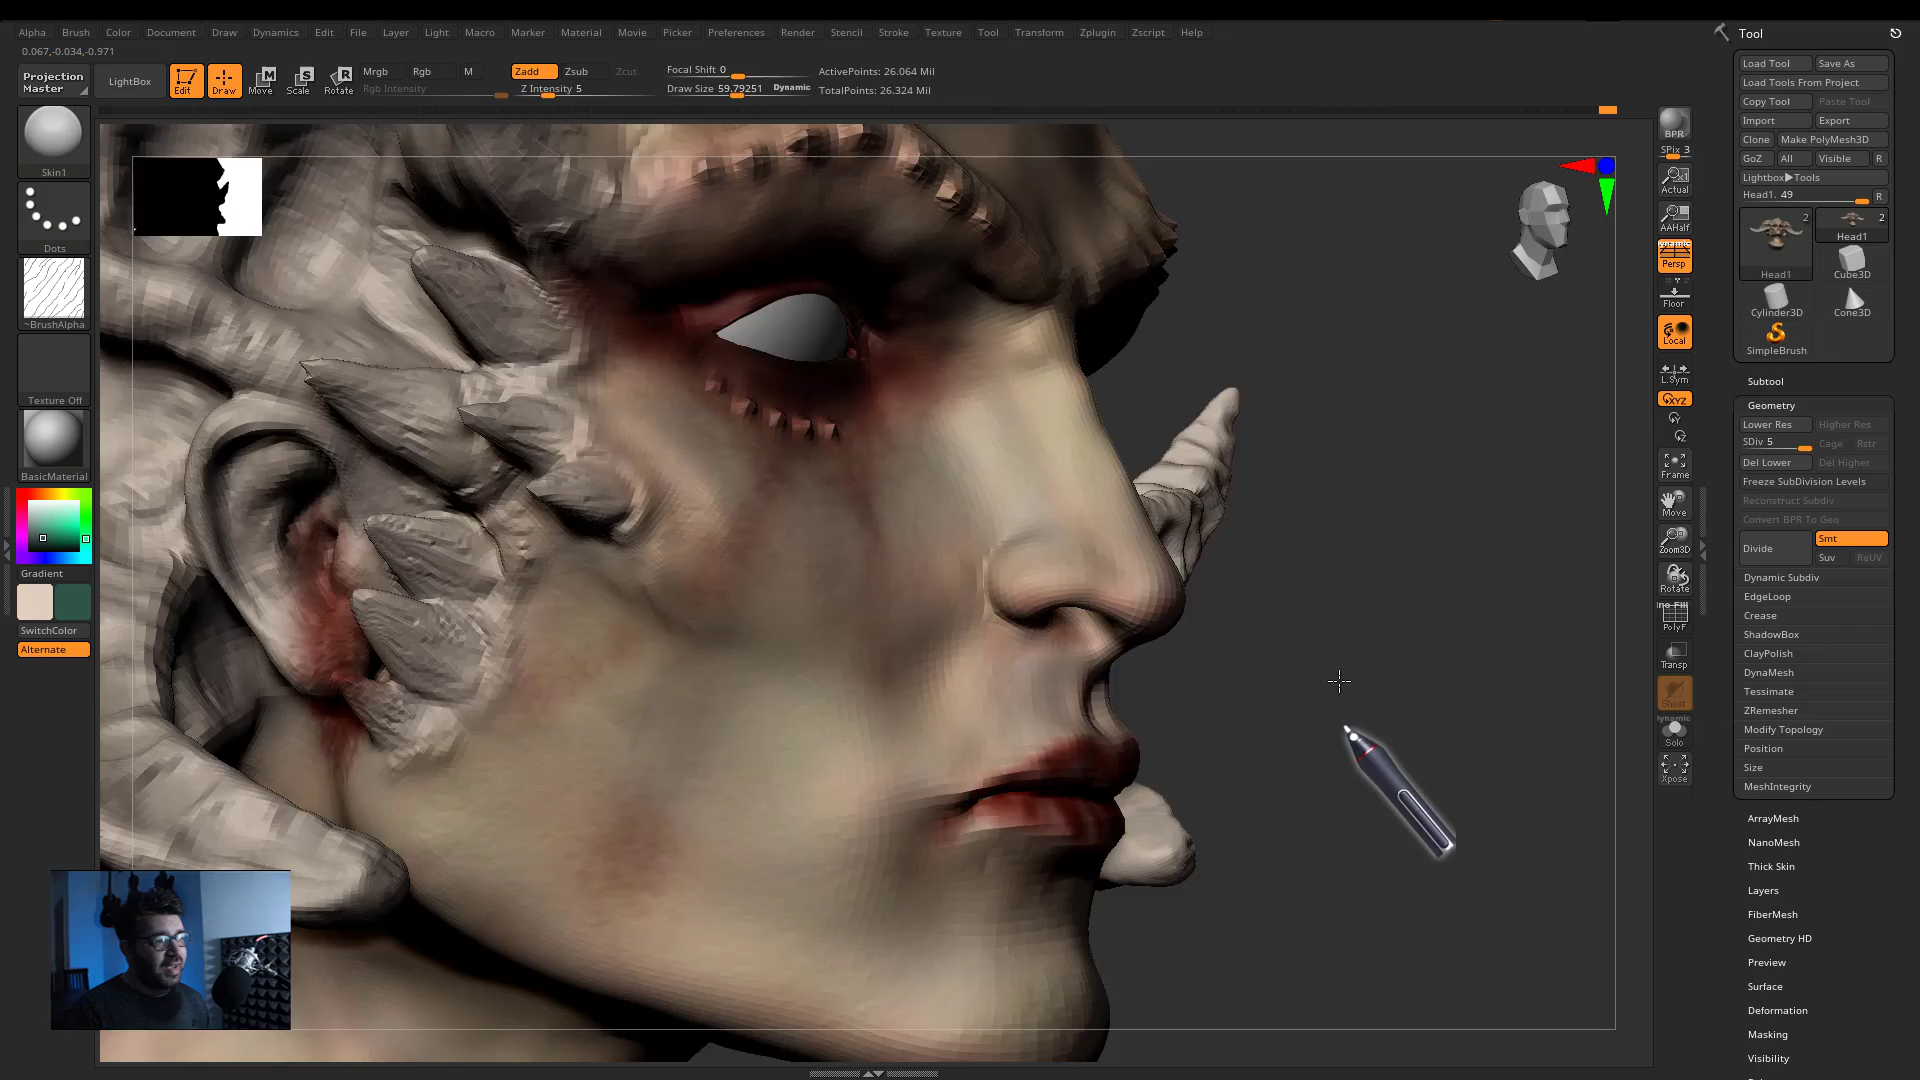 Alpha Brush Color Document Draw Dynamics Edit File Layer Light Macro Marker Material Movie Picker Preferences Render Stencil Stroke Texture Tool Transform Zplugin Zscript Help
0.067,-0.034,-0.971
Projection Master
LightBox
Edit
Draw
Move
Scale
Rotate
Mrgb Rgb M
Rgb Intensity
Zadd Zsub Zcut
Z Intensity 5
Focal Shift 0
Draw Size 59.79251 Dynamic
ActivePoints: 26.064 Mil
TotalPoints: 26.324 Mil
Skin1
Dots
~BrushAlpha
Texture Off
BasicMaterial
Gradient
SwitchColor
Alternate
BPR
SPix 3
Actual
AAHalf
Dynamic
Persp
Floor
Local
L.Sym
XYZ
Frame
Move
Zoom3D
Rotate
PolyF
Transp
Ghost
Dynamic
Solo
Xpose
Tool
Load Tool Save As
Load Tools From Project
Copy Tool Paste Tool
Import Export
Clone Make PolyMesh3D
GoZ All Visible R
Lightbox▶Tools
Head1. 49 R
2 2
Head1
Head1 Cube3D
Cylinder3D Cone3D
SimpleBrush
Subtool
Geometry
Lower Res Higher Res
SDiv 5 Cage Rstr
Del Lower Del Higher
Freeze SubDivision Levels
Reconstruct Subdiv
Convert BPR To Geo
Divide Smt
Suv ReUV
Dynamic Subdiv
EdgeLoop
Crease
ShadowBox
ClayPolish
DynaMesh
Tessimate
ZRemesher
Modify Topology
Position
Size
MeshIntegrity
ArrayMesh
NanoMesh
Thick Skin
Layers
FiberMesh
Geometry HD
Preview
Surface
Deformation
Masking
Visibility